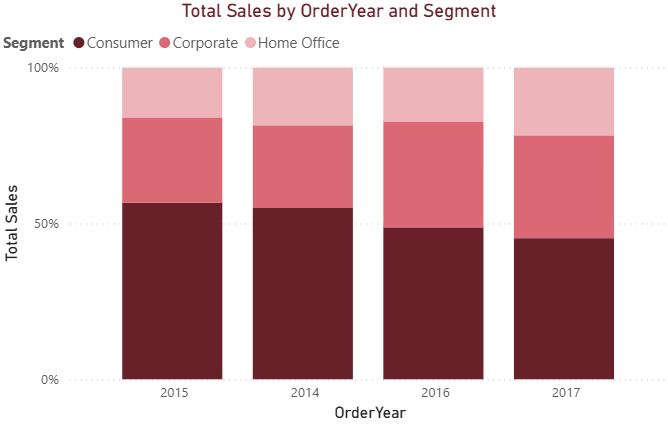 Total Sales by OrderYear and Segment
Segment Consumer Corporate Home Office
100%
50%
0%
Total Sales
2015 2014 2016 2017
OrderYear